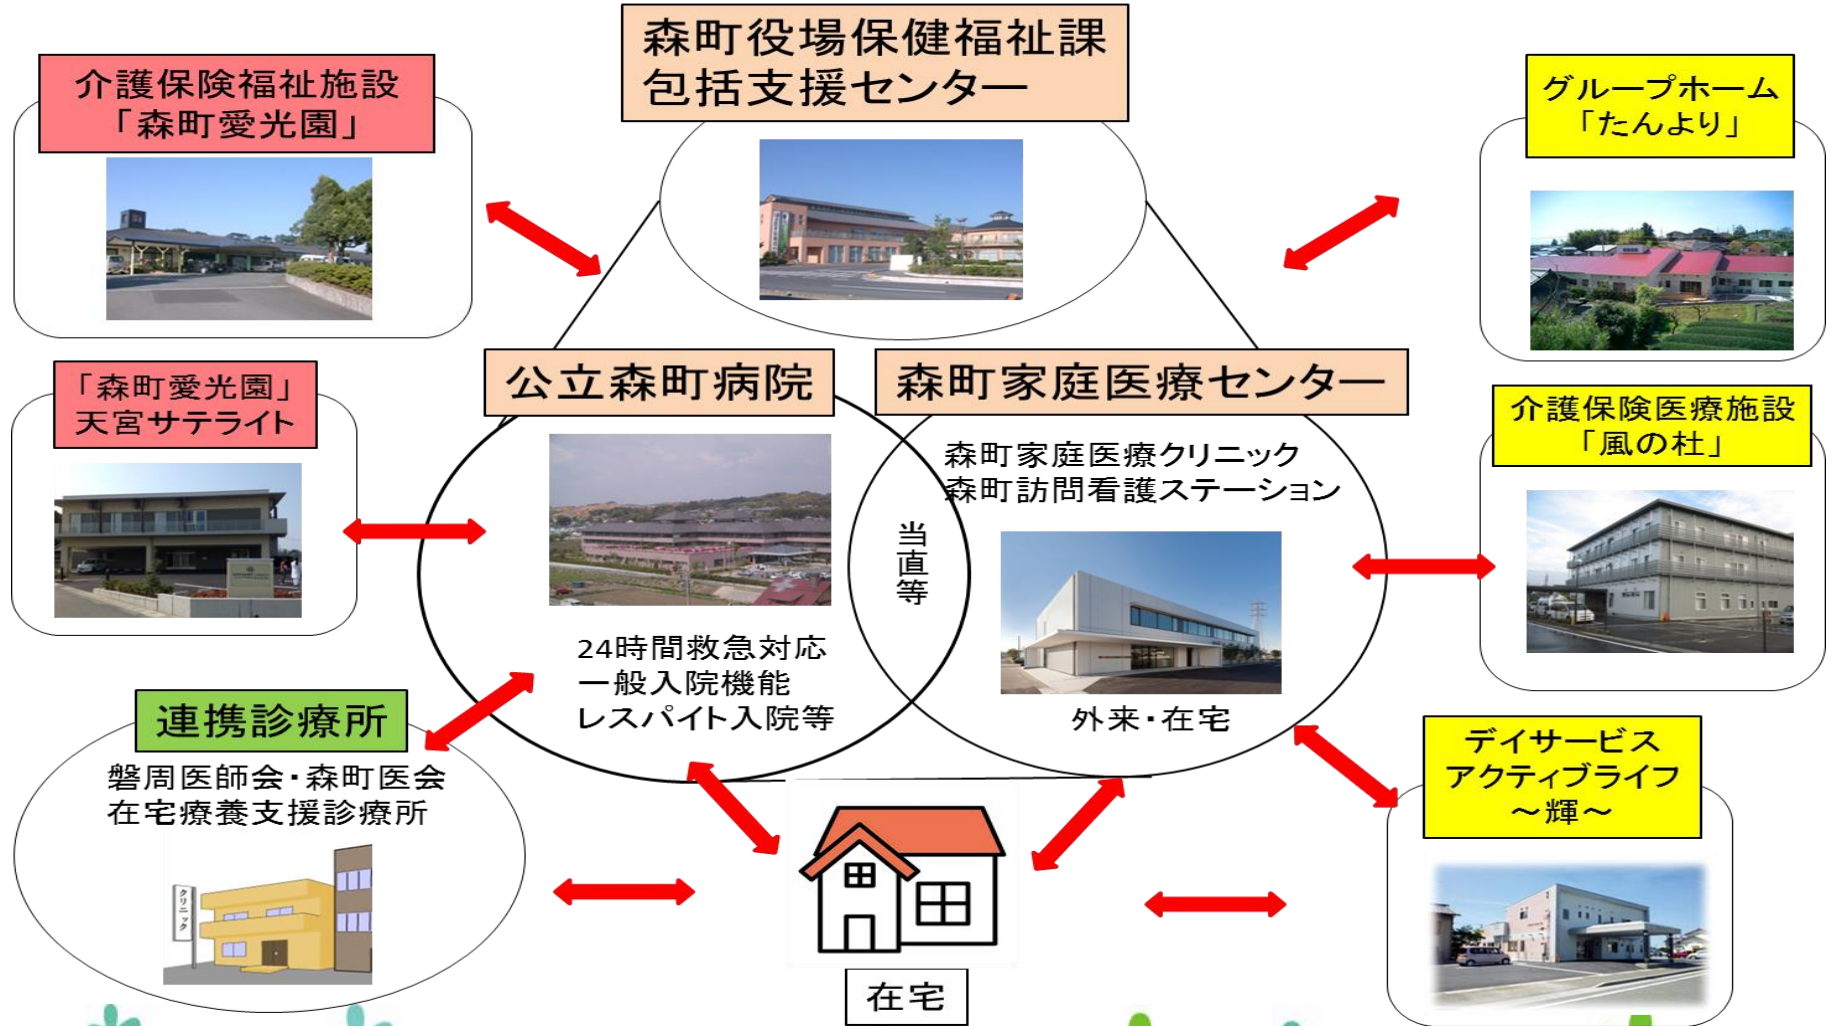 森町役場保健福祉課
包括支援センター
介護保険福祉施設
「森町愛光園」
グループホーム
「たんより」
「森町愛光園」
天宮サテライト
公立森町病院
24時間救急対応
一般入院機能
レスパイト入院等
当直等
森町家庭医療センター
森町家庭医療クリニック
森町訪問看護ステーション
外来・在宅
介護保険医療施設
「風の杜」
連携診療所
磐周医師会・森町医会
在宅療養支援診療所
クリニック
在宅
デイサービス
アクティブライフ
～輝～